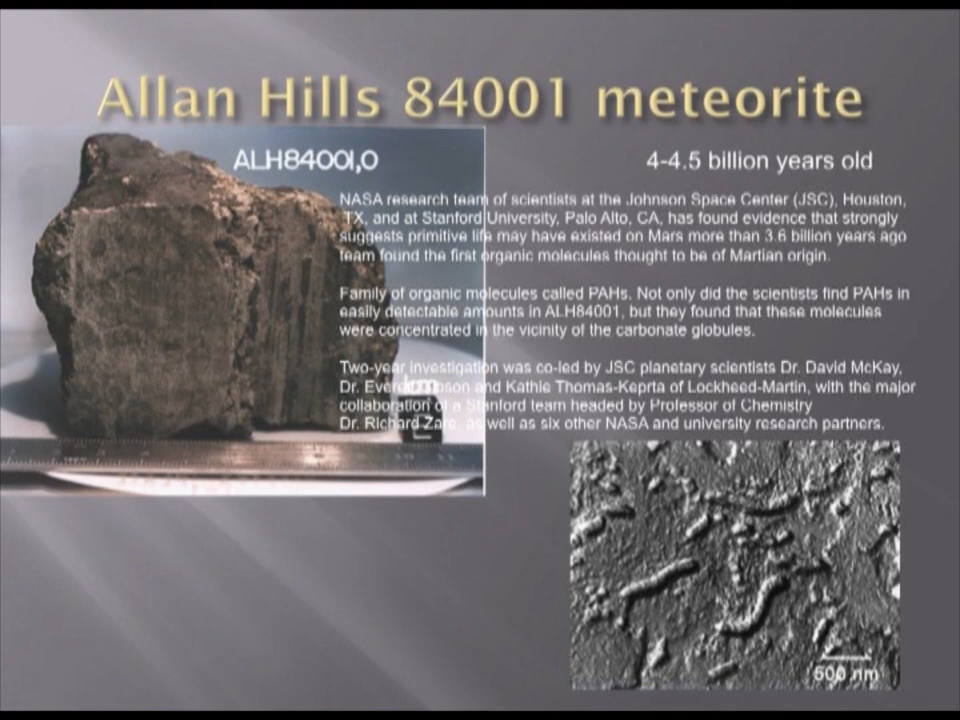 Allan Hills 84001 meteorite
ALH84001,0
4-4.5 billion years old
NASA research team of scientists at the Johnson Space Center (JSC), Houston,
TX, and at Stanford University, Palo Alto, CA, has found evidence that strongly
suggests primitive life may have existed on Mars more than 3.6 billion years ago
team found the first organic molecules thought to be of Martian origin.
Family of organic molecules called PAHs. Not only did the scientists find PAHs in
easily detectable amounts in ALH84001, but they found that these molecules
were concentrated in the vicinity of the carbonate globules.
Two-year investigation was co-led by JSC planetary scientists Dr. David McKay,
Dr. and Kathie Thomas-Keprta of Lockheed-Martin, with the major
collaboration of a Stanford team headed by Professor of Chemistry
Dr. Richard Zare, as well as six other NASA and university research partners.
500 nm